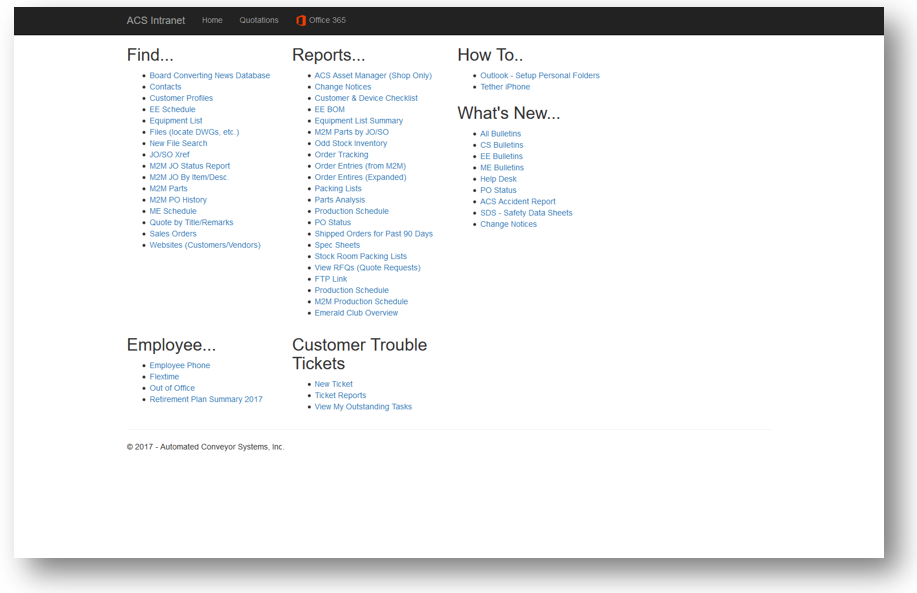 ACS Intranet Home Quotations Office 365
Find...
Board Converting News Database
Contacts
Customer Profiles
EE Schedule
Equipment List
Files (locate DWGs, etc.)
New File Search
JO/SO Xref
M2M JO Status Report
M2M JO By Item/Desc.
M2M Parts
M2M PO History
ME Schedule
Quote by Title/Remarks
Sales Orders
Websites (Customers/Vendors)
Reports...
ACS Asset Manager (Shop Only)
Change Notices
Customer & Device Checklist
EE BOM
Equipment List Summary
M2M Parts by JO/SO
Odd Stock Inventory
Order Tracking
Order Entries (from M2M)
Order Entires (Expanded)
Packing Lists
Parts Analysis
Production Schedule
PO Status
Shipped Orders for Past 90 Days
Spec Sheets
Stock Room Packing Lists
View RFQs (Quote Requests)
FTP Link
Production Schedule
M2M Production Schedule
Emerald Club Overview
How To..
Outlook - Setup Personal Folders
Tether iPhone
What's New...
All Bulletins
CS Bulletins
EE Bulletins
ME Bulletins
Help Desk
PO Status
ACS Accident Report
SDS - Safety Data Sheets
Change Notices
Employee...
Employee Phone
Flextime
Out of Office
Retirement Plan Summary 2017
Customer Trouble
Tickets
New Ticket
Ticket Reports
View My Outstanding Tasks
© 2017 - Automated Conveyor Systems, Inc.